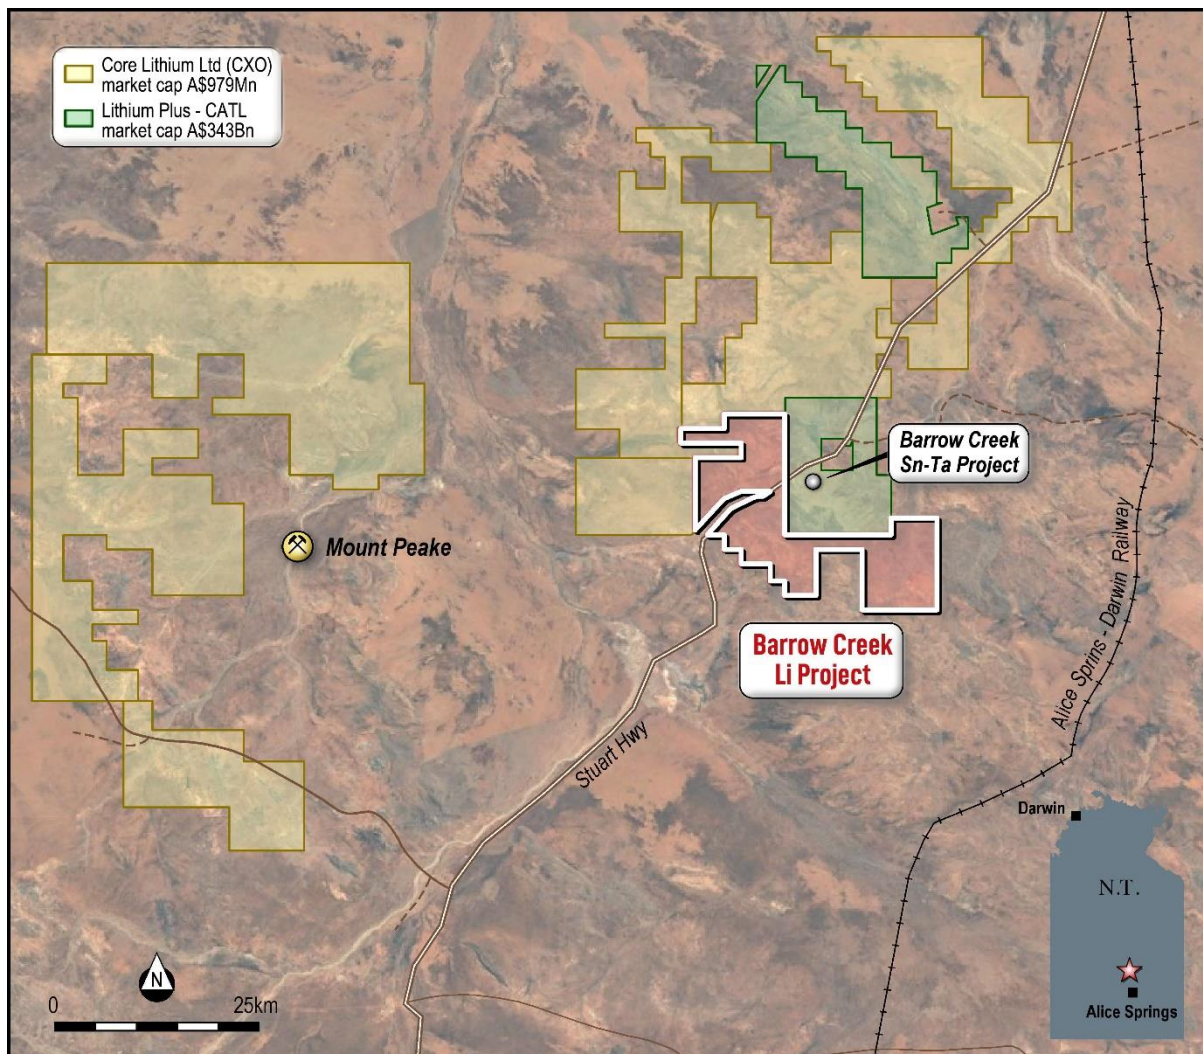 Core Lithium Ltd (CXO)
market cap A$979Mn
Lithium Plus - CATL
market cap A$343Bn
Barrow Creek
Sn-Ta Project
Mount Peake
Barrow Creek
Li Project
Stuart Hwy
Alice Sprins - Darwin Railway
Darwin
N.T.
Alice Springs
N
0 25km